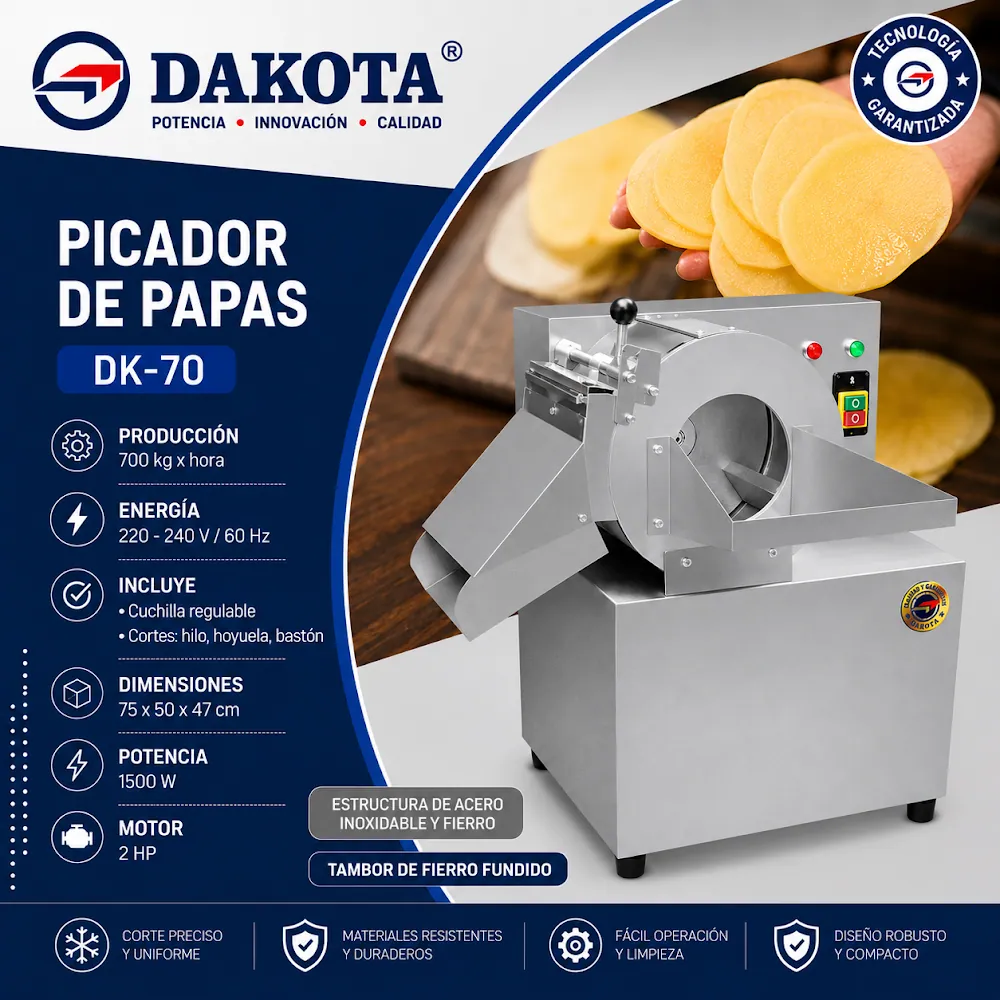 DAKOTA®
POTENCIA • INNOVACIÓN • CALIDAD
TECNOLOGÍA
GARANTIZADA
PICADOR
DE PAPAS
DK-70
PRODUCCIÓN
700 kg x hora
ENERGÍA
220 - 240 V / 60 Hz
INCLUYE
• Cuchilla regulable
• Cortes: hilo, hoyuela, bastón
DIMENSIONES
75 x 50 x 47 cm
POTENCIA
1500 W
MOTOR
2 HP
ESTRUCTURA DE ACERO
INOXIDABLE Y FIERRO
TAMBOR DE FIERRO FUNDIDO
DAKOTA
CORTE PRECISO
Y UNIFORME
MATERIALES RESISTENTES
Y DURADEROS
FÁCIL OPERACIÓN
Y LIMPIEZA
DISEÑO ROBUSTO
Y COMPACTO